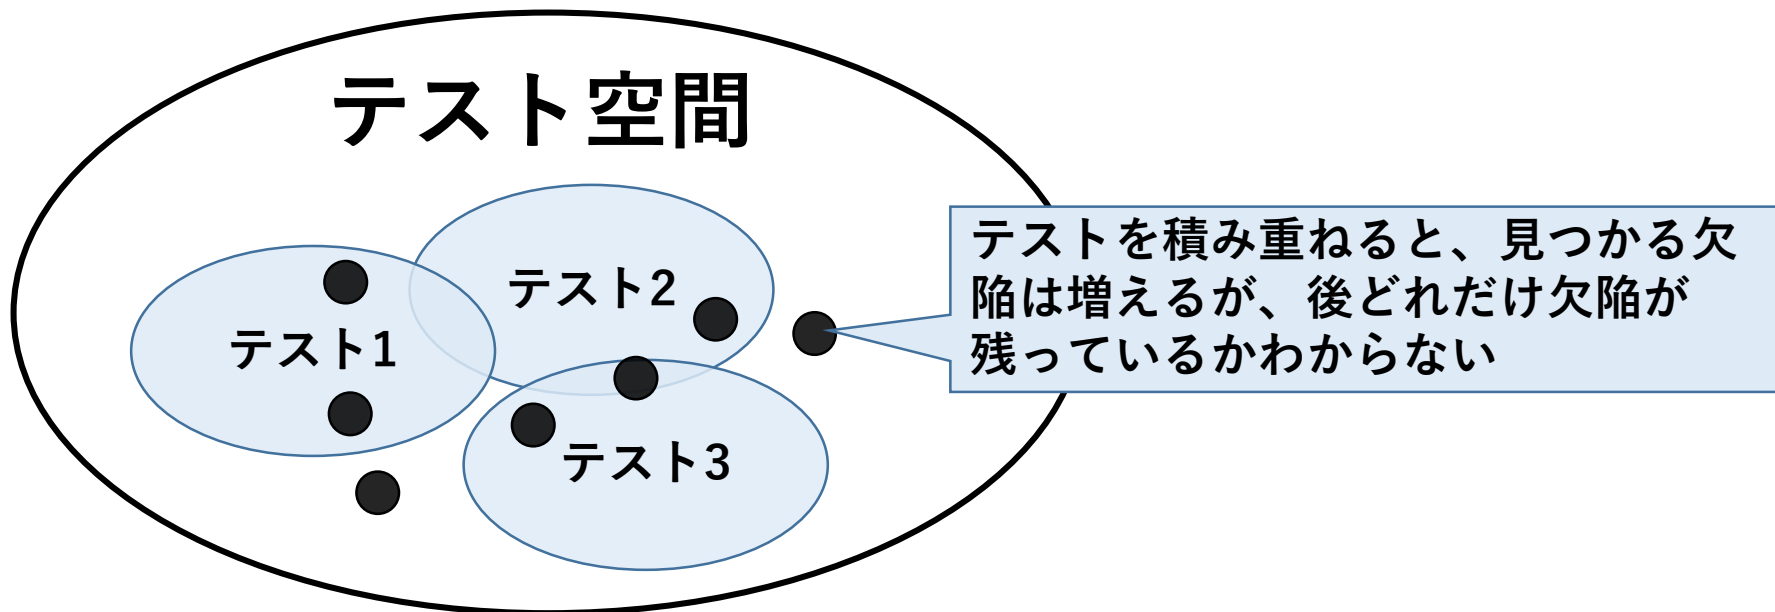 テスト空間
テスト2
テスト1
テスト3
テストを積み重ねると、見つかる欠
陥は増えるが、後どれだけ欠陥が
残っているかわからない